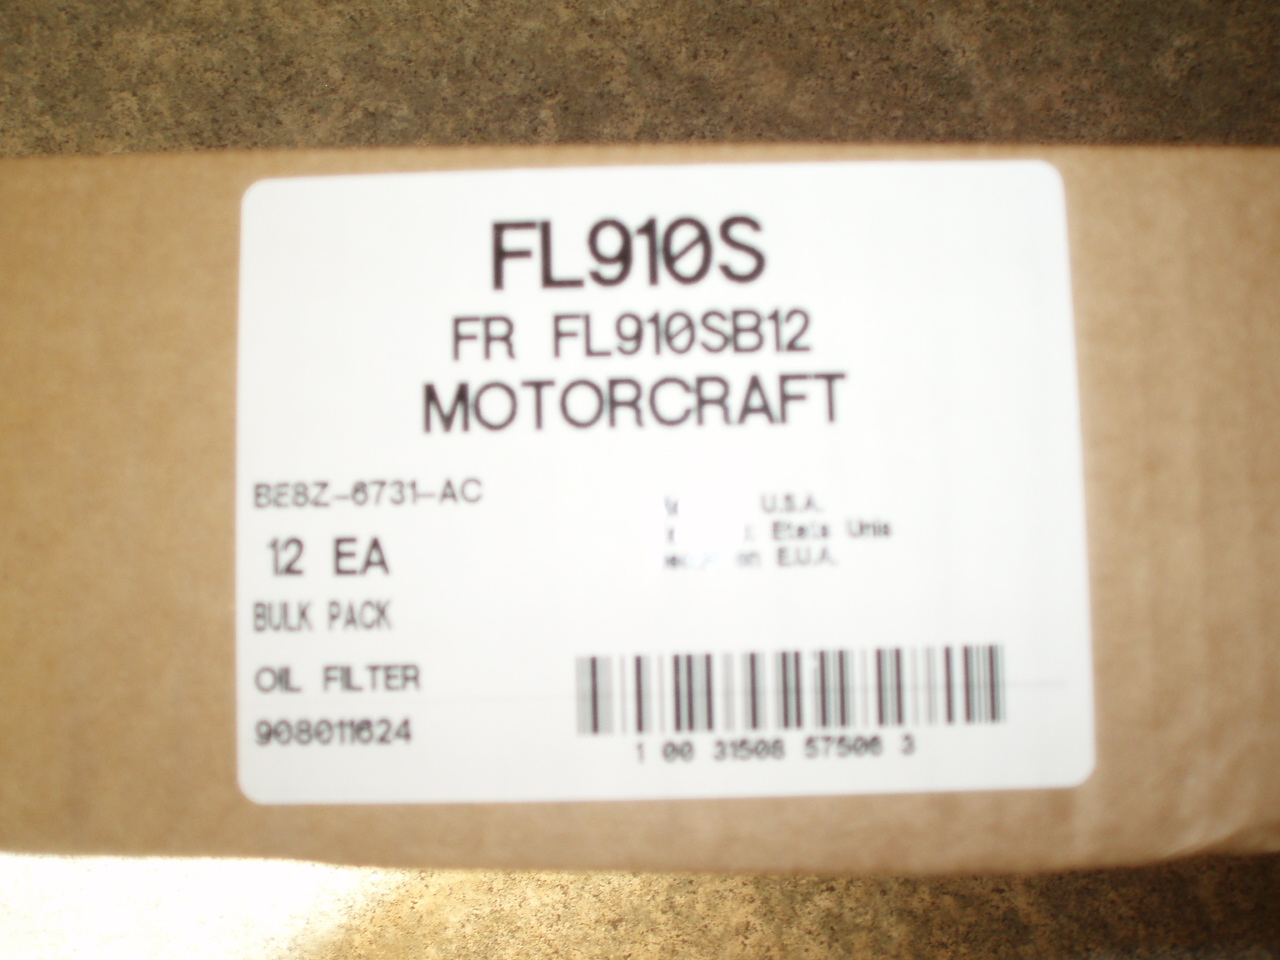 FL910S
FR FL910SB12
MOTORCRAFT
BE8Z-6731-AC
U.S.A.
Etats Unis
en E.U.A.
12 EA
BULK PACK
OIL FILTER
908011624
1 00 31508 57506 3